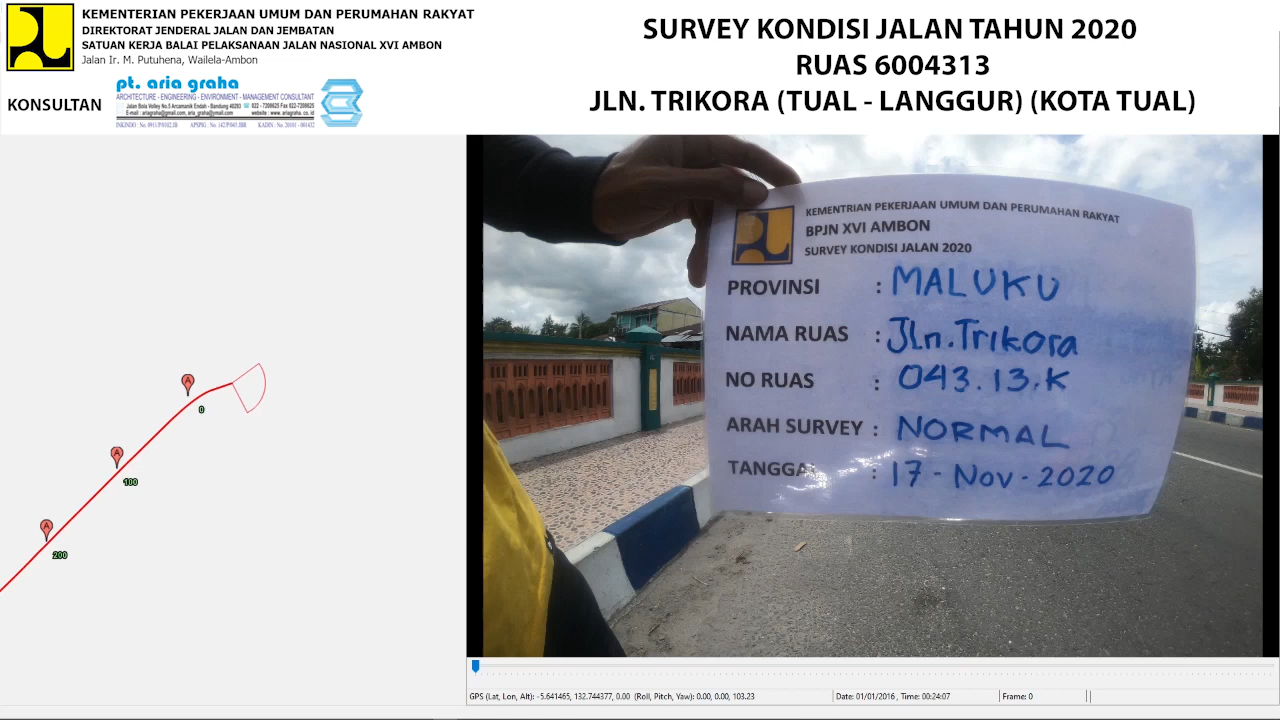 KEMENTERIAN PEKERJAAN UMUM DAN PERUMAHAN RAKYAT
DIREKTORAT JENDERAL JALAN DAN JEMBATAN
SATUAN KERJA BALAI PELAKSANAAN JALAN NASIONAL XVI AMBON
Jalan Ir. M. Putuhena, Wailela-Ambon
KONSULTAN
pt. aria graha
ARCHITECTURE - ENGINEERING - ENVIRONMENT - MANAGEMENT CONSULTANT
SURVEY KONDISI JALAN TAHUN 2020
RUAS 6004313
JLN. TRIKORA (TUAL - LANGGUR) (KOTA TUAL)
A
0
A
100
A
200
KEMENTRIAN PEKERJAAN UMUM DAN PERUMAHAN RAKYAT
BPJN XVI AMBON
SURVEY KONDISI JALAN 2020
PROVINSI : MALUKU
NAMA RUAS : Jln.Trikora
NO RUAS : 043.13.K
ARAH SURVEY : NORMAL
TANGGAL : 17-Nov-2020
GPS (Lat, Lon, Alt): -5.641465, 132.744377, 0.00 (Roll, Pitch, Yaw): 0.00, 0.00, 103.23
Date: 01/01/2016 , Time: 00:24:07
Frame: 0